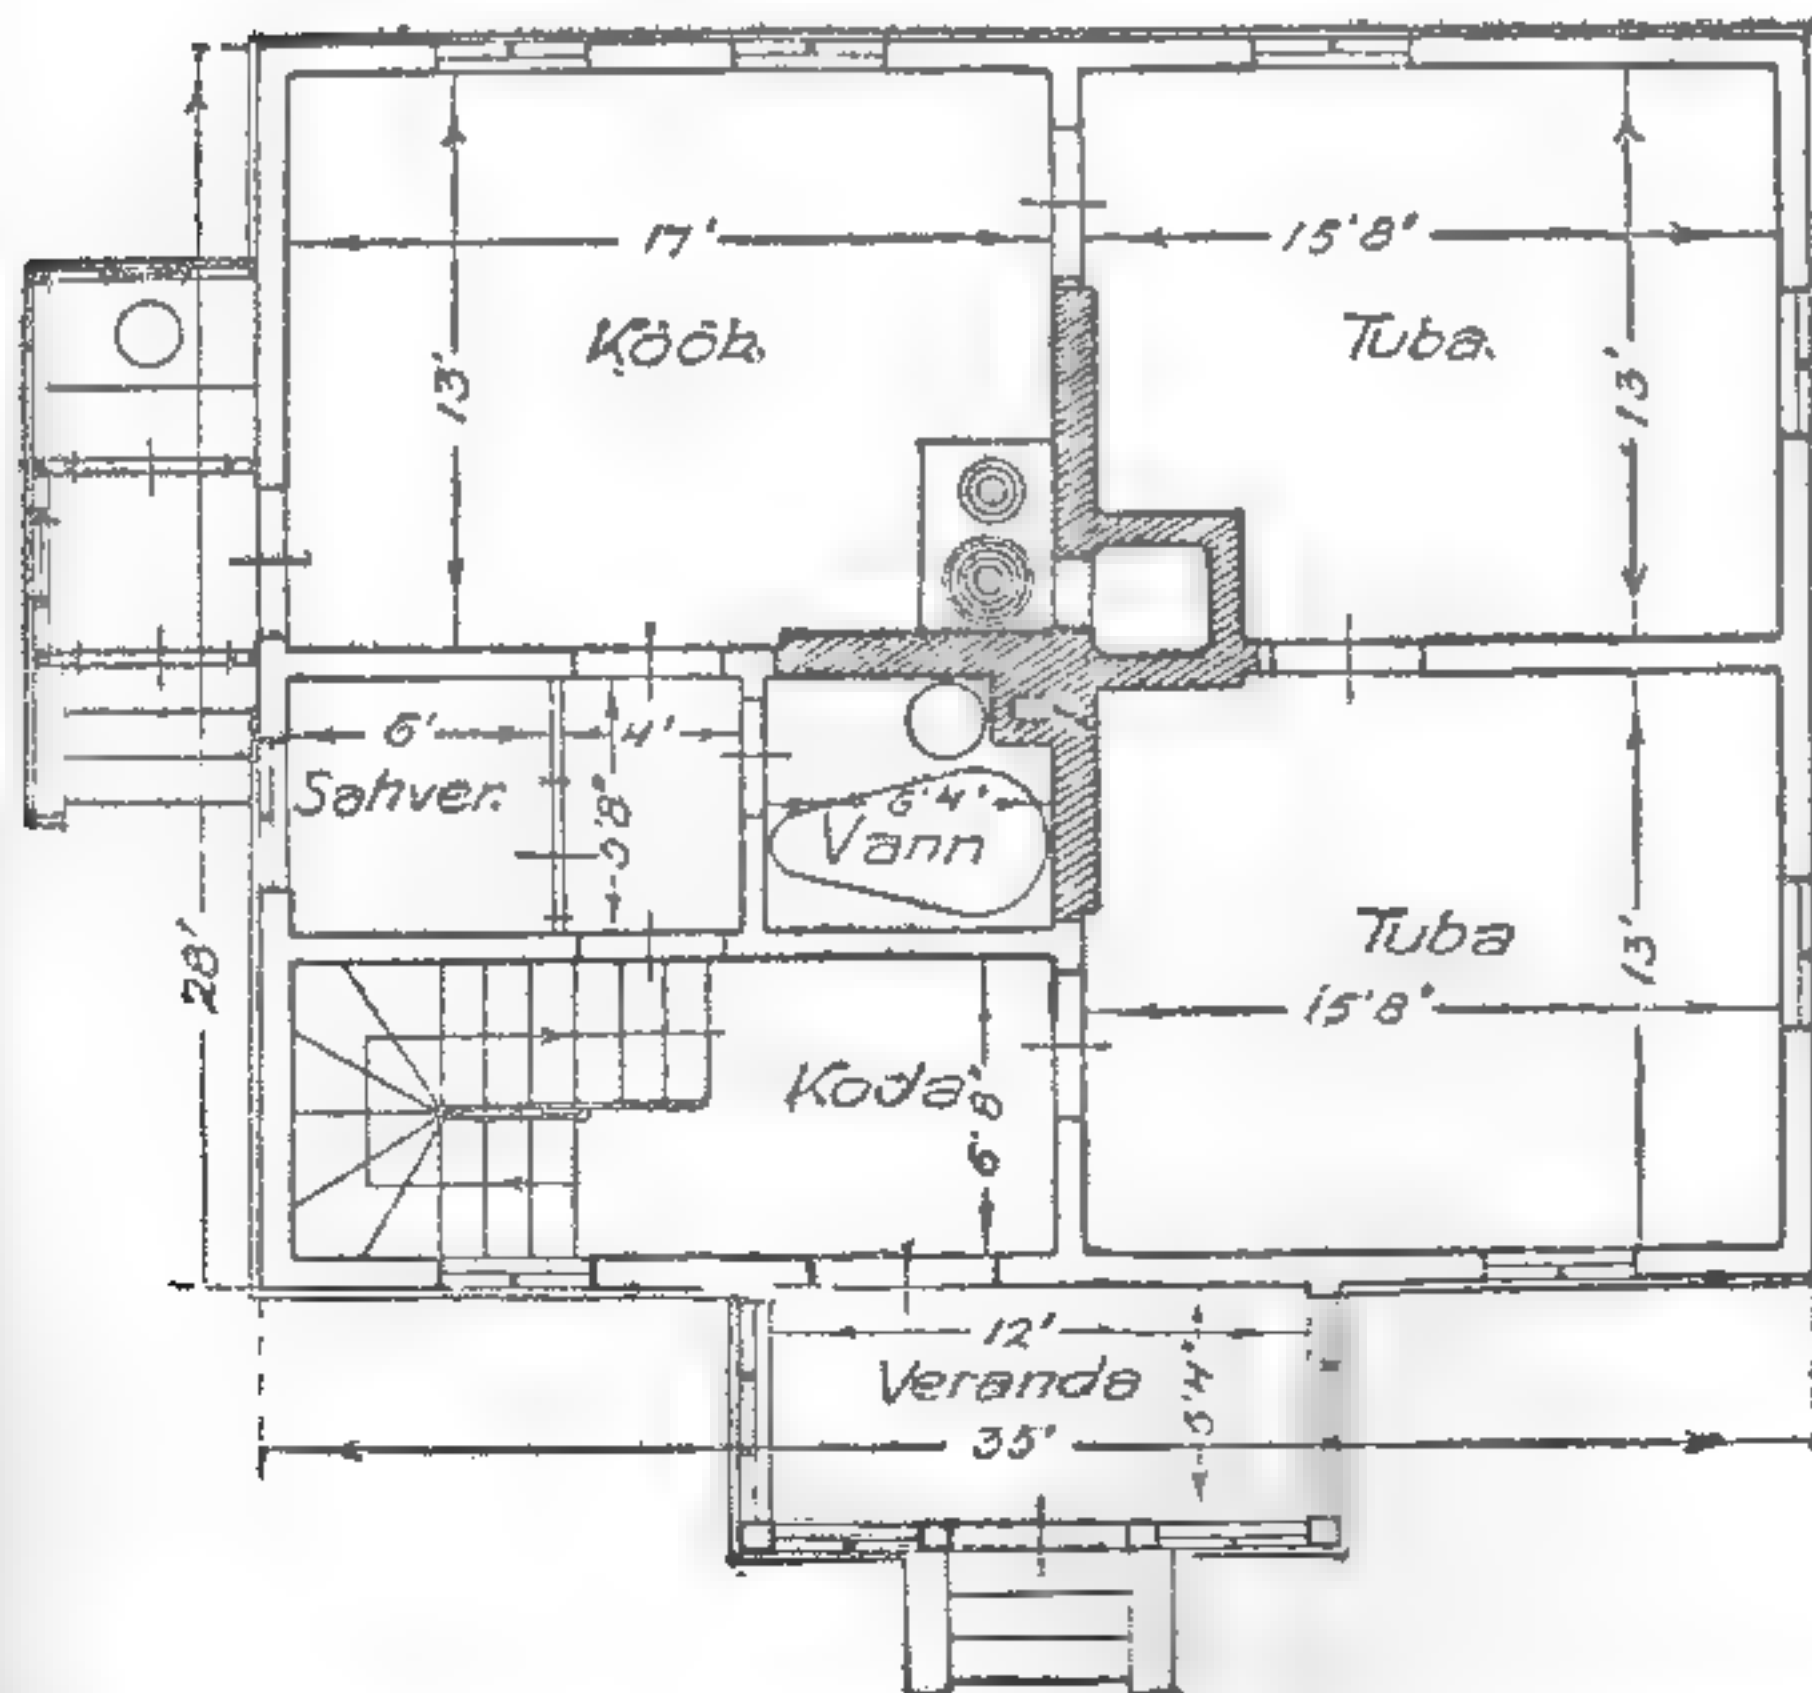 17'
15'8"
Köök.
Tuba.
13'
13'
6'
4'
Sahver.
5'8"
6'4"
Vann
28'
Tuba
13'
15'8"
Koda
6'8"
12'
Veranda
5'4"
35'